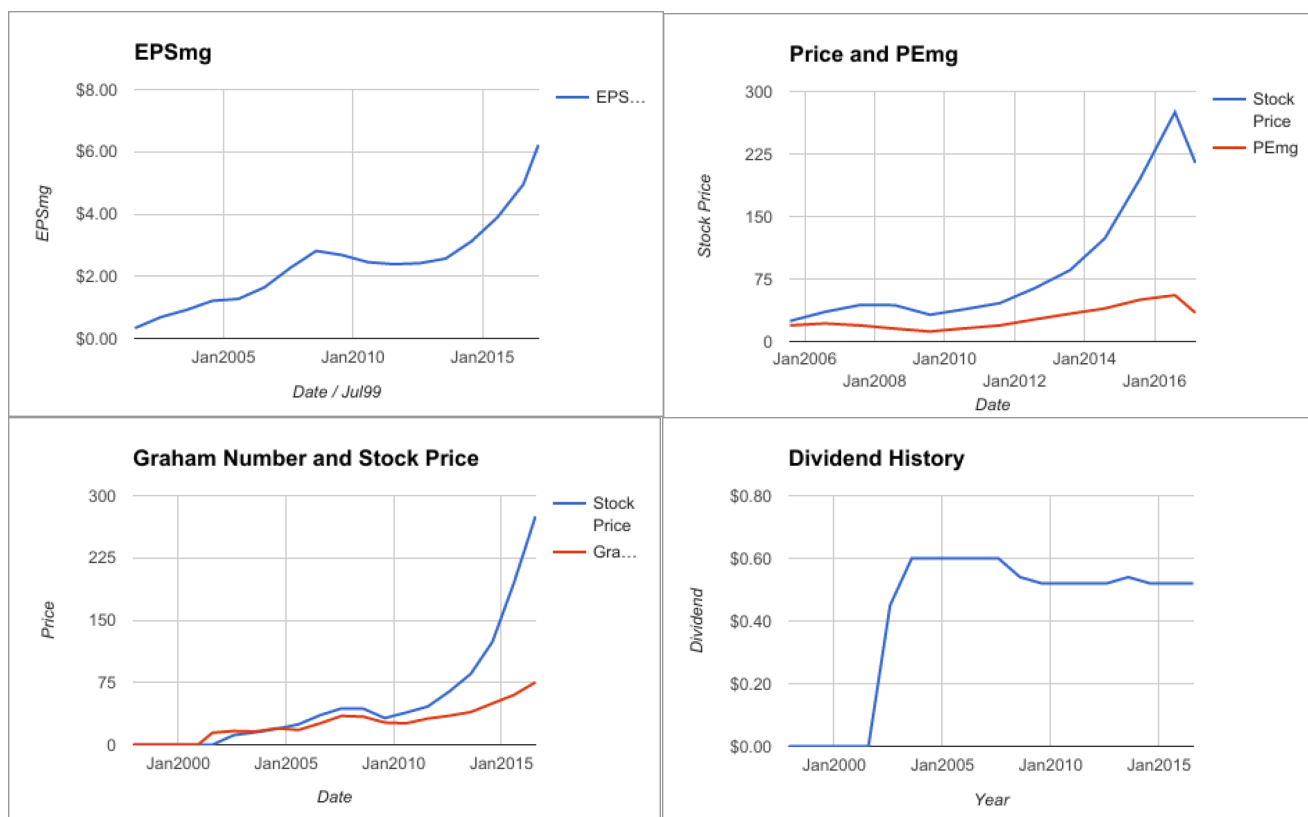 EPSmg
$8.00
$6.00
$4.00
$2.00
$0.00
EPSmg
Jan2005 Jan2010 Jan2015
Date / Jul99
EPS…
Price and PEmg
300
225
150
75
0
Stock Price
Jan2006 Jan2010 Jan2014
Jan2008 Jan2012 Jan2016
Date
Stock
Price
PEmg
Graham Number and Stock Price
300
225
150
75
0
Price
Jan2000 Jan2005 Jan2010 Jan2015
Date
Stock
Price
Gra…
Dividend History
$0.80
$0.60
$0.40
$0.20
$0.00
Dividend
Jan2000 Jan2005 Jan2010 Jan2015
Year